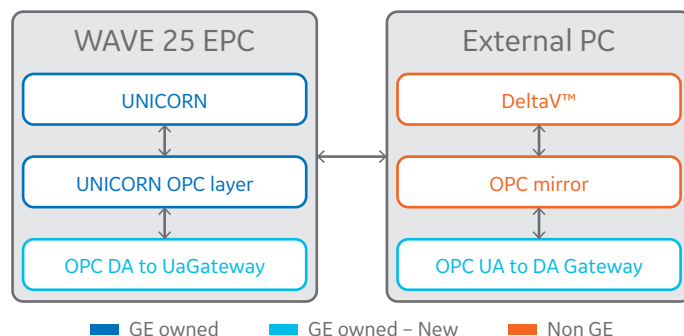 WAVE 25 EPC
UNICORN
UNICORN OPC layer
OPC DA to UaGateway
External PC
DeltaV™
OPC mirror
OPC UA to DA Gateway
GE owned
GE owned – New
Non GE